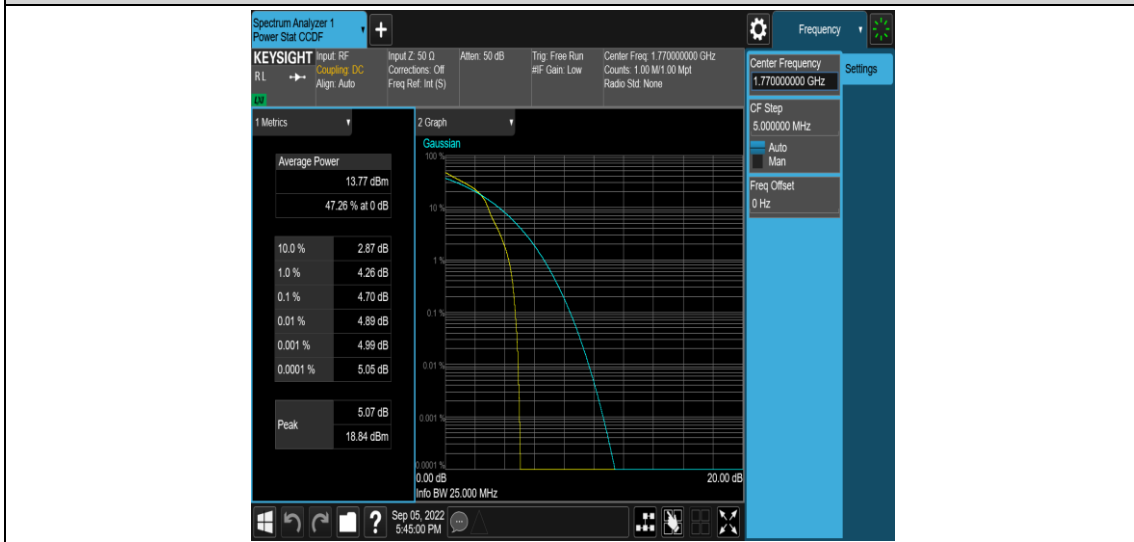 Spectrum Analyzer 1
Power Stat CCDF
+
Frequency
KEYSIGHT
Input: RF
Coupling: DC
Align: Auto
Input Z: 50 Ω
Corrections: Off
Freq Ref: Int (S)
Atten: 50 dB
Trig: Free Run
#IF Gain: Low
Center Freq: 1.770000000 GHz
Counts: 1.00 M/1.00 Mpt
Radio Std: None
RL
LXI
Center Frequency
1.770000000 GHz
Settings
CF Step
5.000000 MHz
Auto
Man
Freq Offset
0 Hz
1 Metrics
Average Power
13.77 dBm
47.26 % at 0 dB
10.0 % 2.87 dB
1.0 % 4.26 dB
0.1 % 4.70 dB
0.01 % 4.89 dB
0.001 % 4.99 dB
0.0001 % 5.05 dB
Peak
5.07 dB
18.84 dBm
2 Graph
Gaussian
100 %
10 %
1 %
0.1 %
0.01 %
0.001 %
0.0001 %
0.00 dB 20.00 dB
Info BW 25.000 MHz
?
Sep 05, 2022
5:45:00 PM